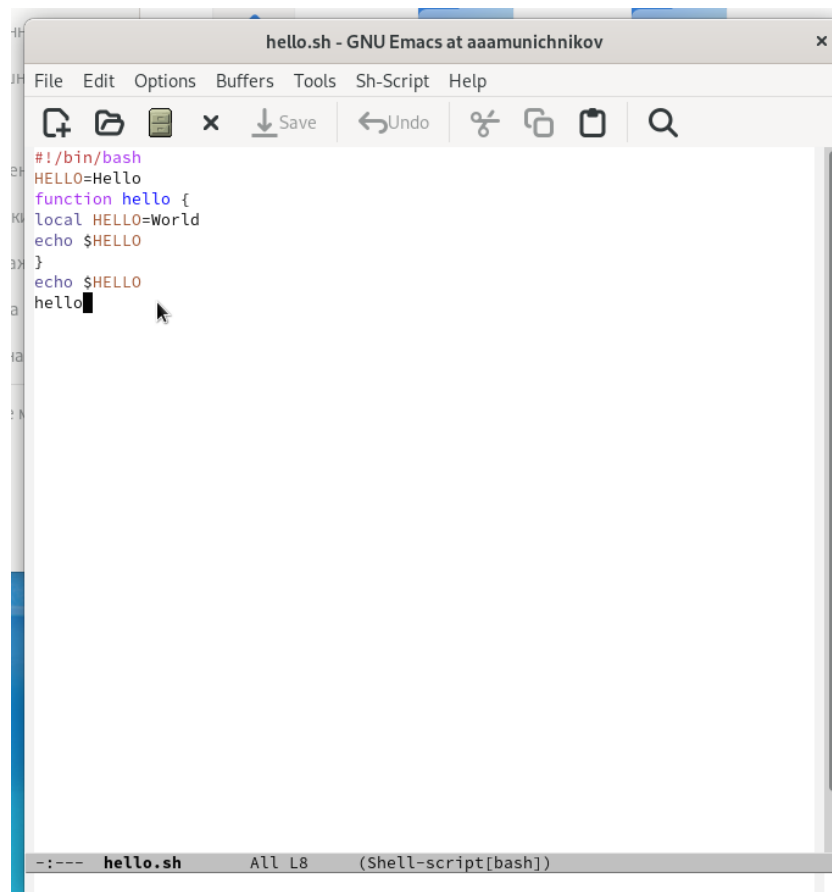 hello.sh - GNU Emacs at aaamunichnikov
File Edit Options Buffers Tools Sh-Script Help
Save Undo
#!/bin/bash
HELLO=Hello
function hello {
local HELLO=World
echo $HELLO
}
echo $HELLO
hello
-:--- hello.sh All L8 (Shell-script[bash])